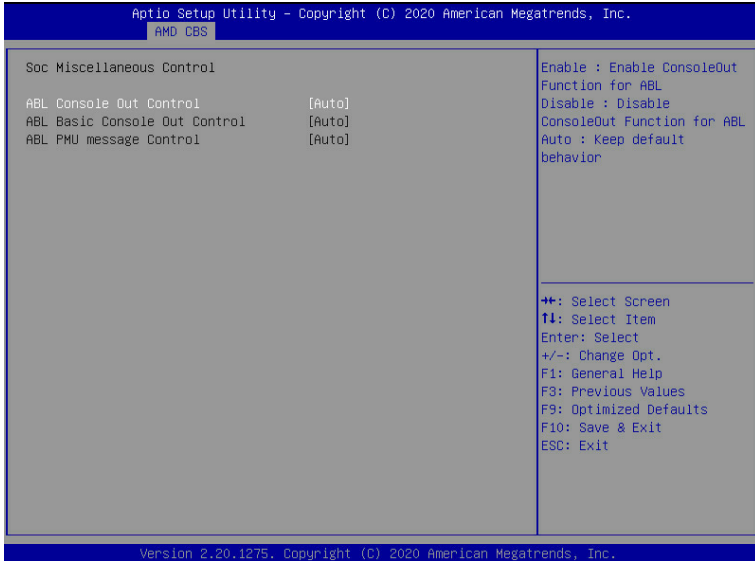 Aptio Setup Utility – Copyright (C) 2020 American Megatrends, Inc.
AMD CBS
Soc Miscellaneous Control
ABL Console Out Control [Auto]
ABL Basic Console Out Control [Auto]
ABL PMU message Control [Auto]
Enable : Enable ConsoleOut
Function for ABL
Disable : Disable
ConsoleOut Function for ABL
Auto : Keep default
behavior
→←: Select Screen
↑↓: Select Item
Enter: Select
+/-: Change Opt.
F1: General Help
F3: Previous Values
F9: Optimized Defaults
F10: Save & Exit
ESC: Exit
Version 2.20.1275. Copyright (C) 2020 American Megatrends, Inc.